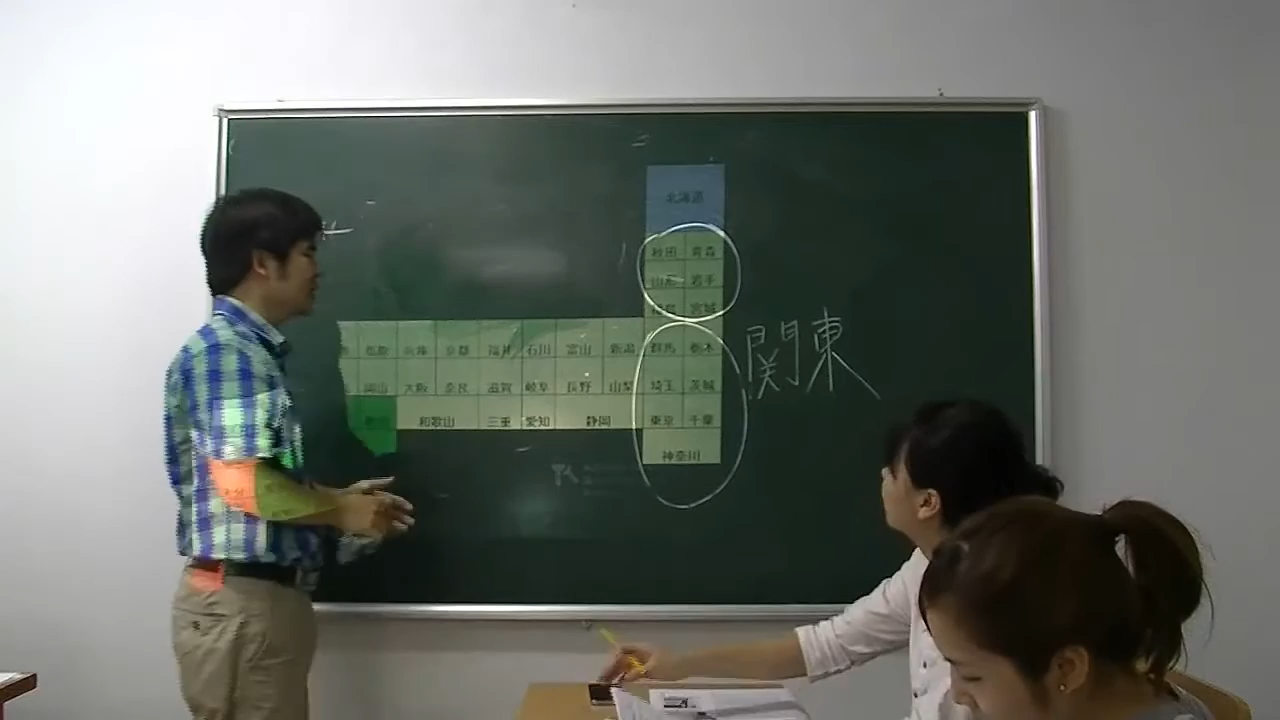 北海道
秋田 青森
山形 岩手
宮城
鳥取 兵庫 京都 福井 石川 富山 新潟 群馬 栃木
岡山 大阪 奈良 滋賀 岐阜 長野 山梨 埼玉 茨城
和歌山 三重 愛知 静岡 東京 千葉
神奈川
関東